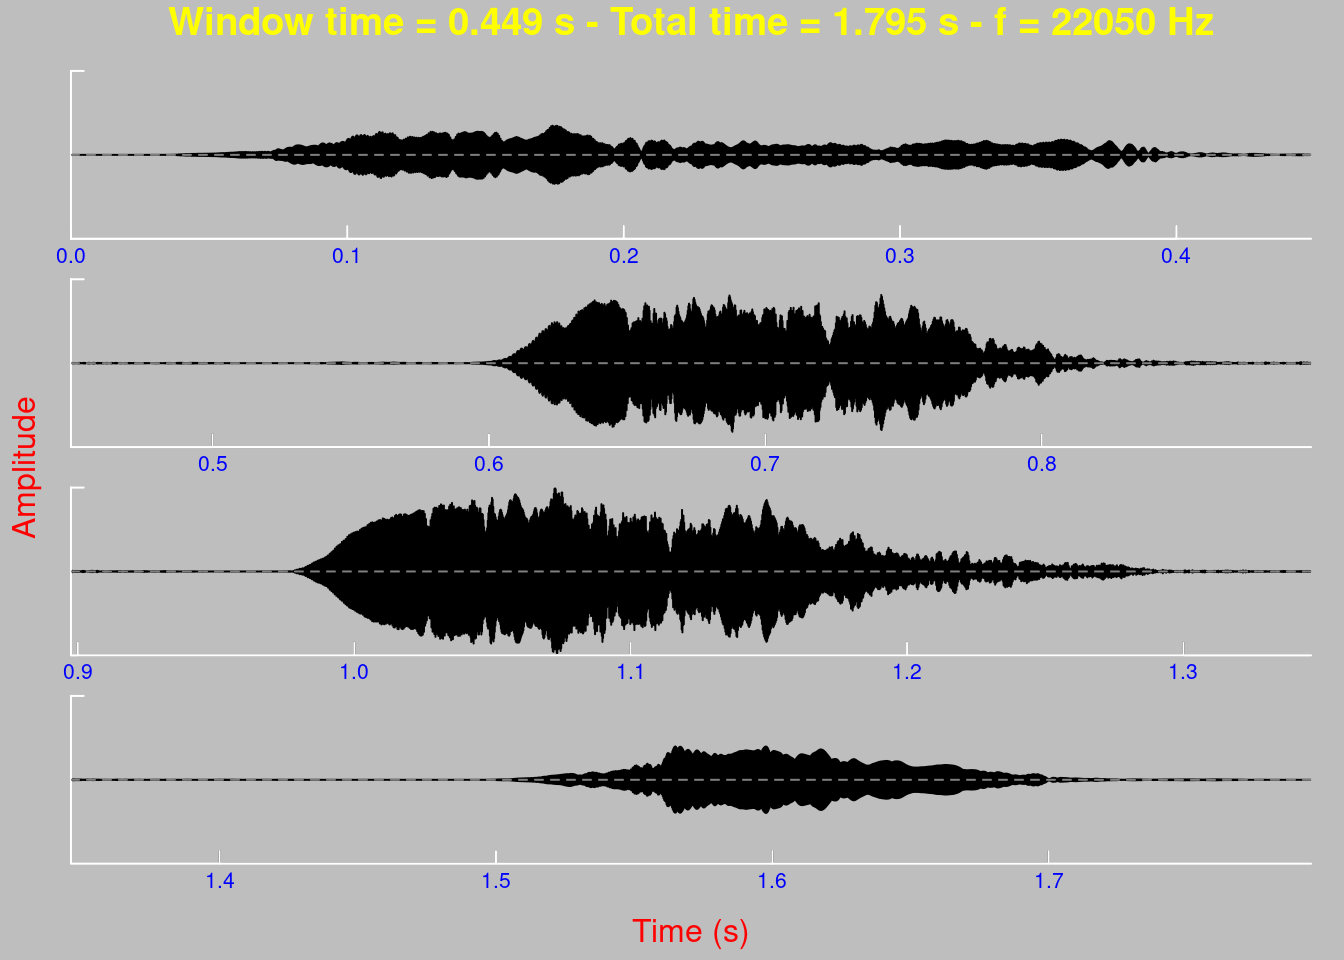 Window time = 0.449 s - Total time = 1.795 s - f = 22050 Hz
0.0 0.1 0.2 0.3 0.4
0.5 0.6 0.7 0.8
Amplitude
0.9 1.0 1.1 1.2 1.3
1.4 1.5 1.6 1.7
Time (s)